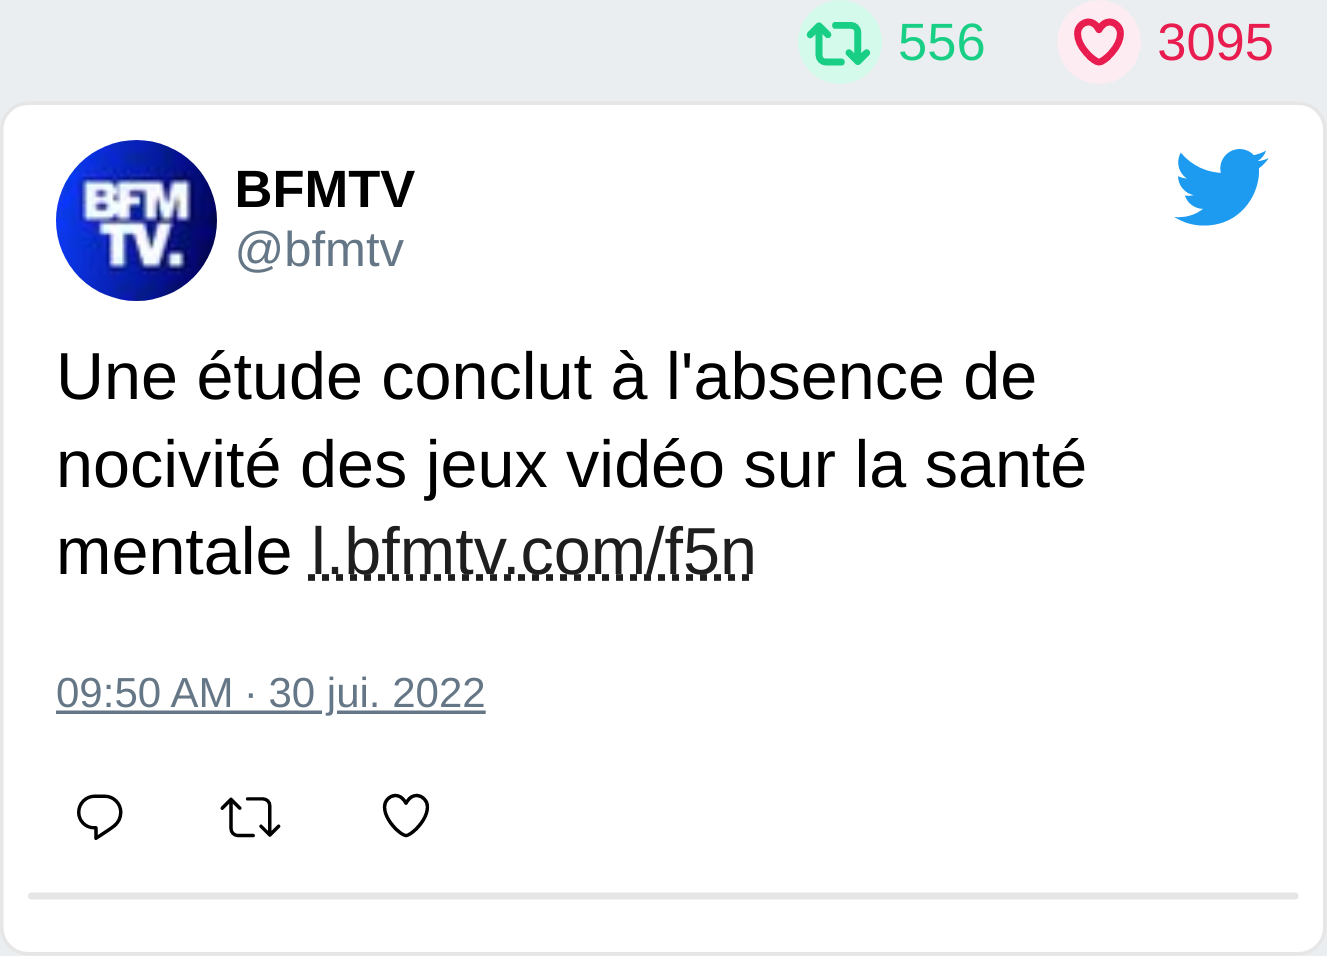 556 3095
BFM
TV.
BFMTV
@bfmtv
Une étude conclut à l'absence de
nocivité des jeux vidéo sur la santé
mentale l.bfmtv.com/f5n
09:50 AM · 30 jui. 2022